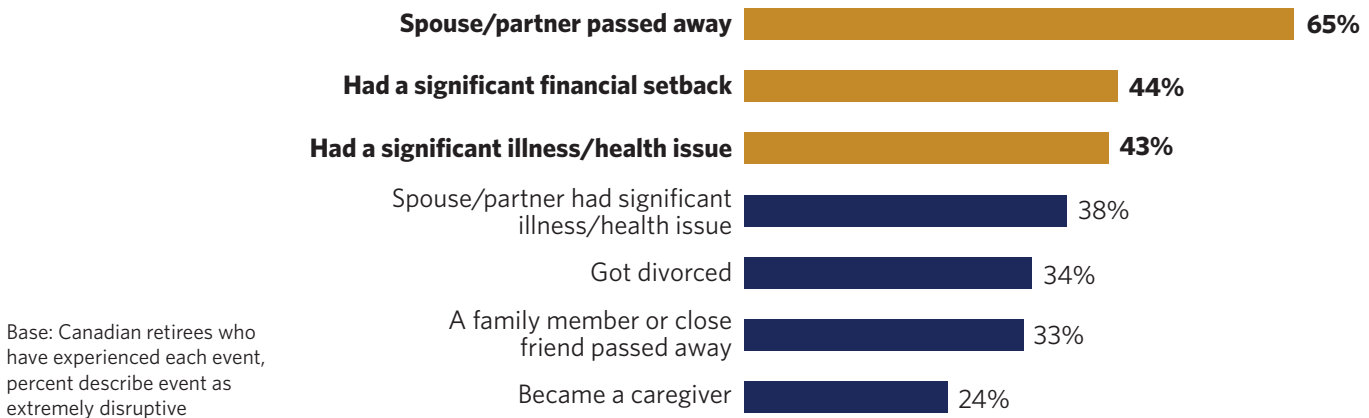 Spouse/partner passed away 65%
Had a significant financial setback 44%
Had a significant illness/health issue 43%
Spouse/partner had significant
illness/health issue 38%
Got divorced 34%
A family member or close
friend passed away 33%
Became a caregiver 24%
Base: Canadian retirees who
have experienced each event,
percent describe event as
extremely disruptive